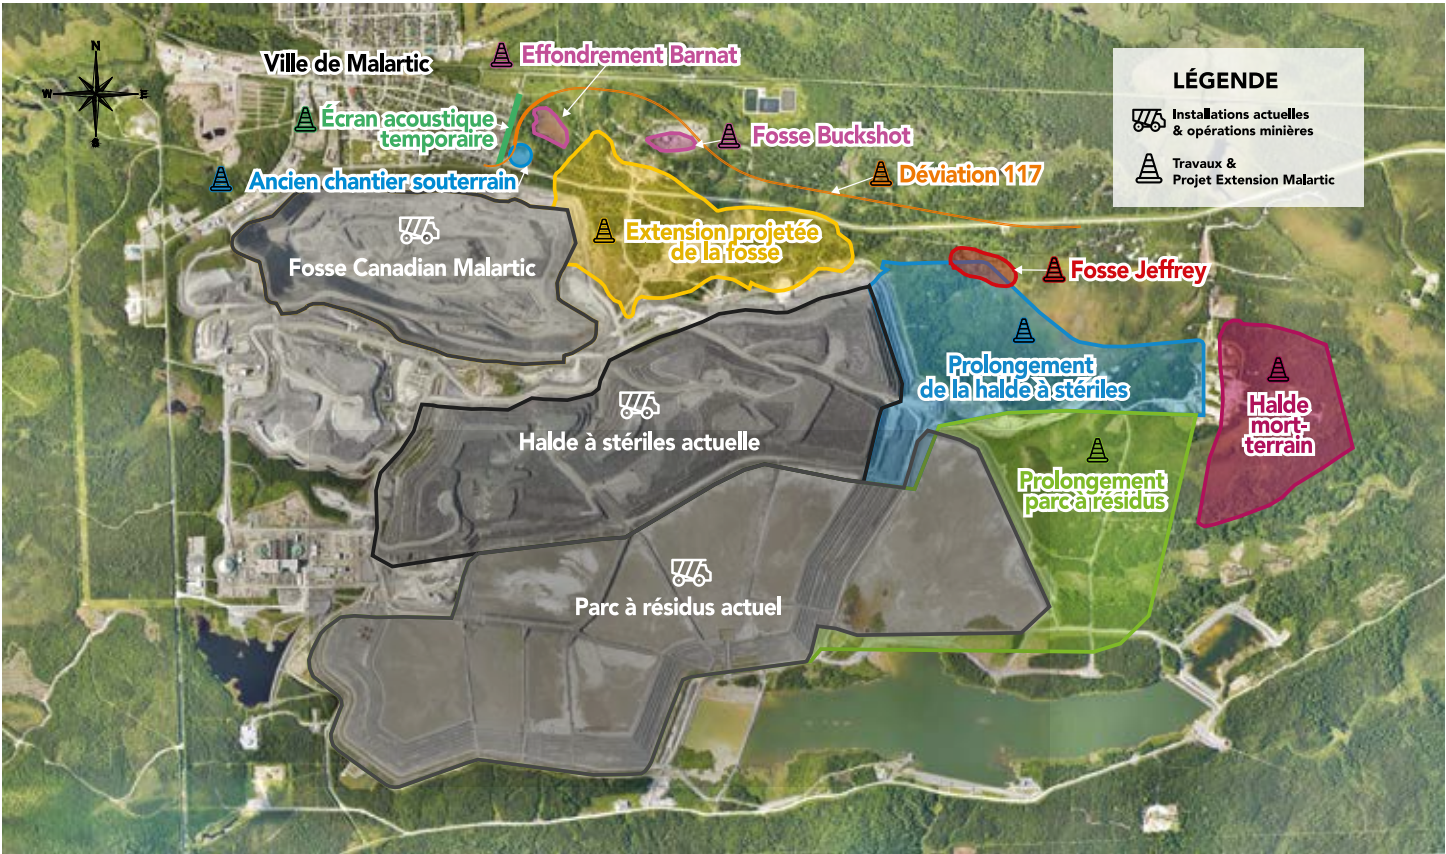 Ville de Malartic
Effondrement Barnat
N
W
E
S
Écran acoustique
temporaire
Fosse Buckshot
Ancien chantier souterrain
Déviation 117
LÉGENDE
Installations actuelles
& opérations minières
Travaux &
Projet Extension Malartic
Extension projetée
de la fosse
Fosse Canadian Malartic
Fosse Jeffrey
Prolongement
de la halde à stériles
Halde
mort-
terrain
Halde à stériles actuelle
Prolongement
parc à résidus
Parc à résidus actuel